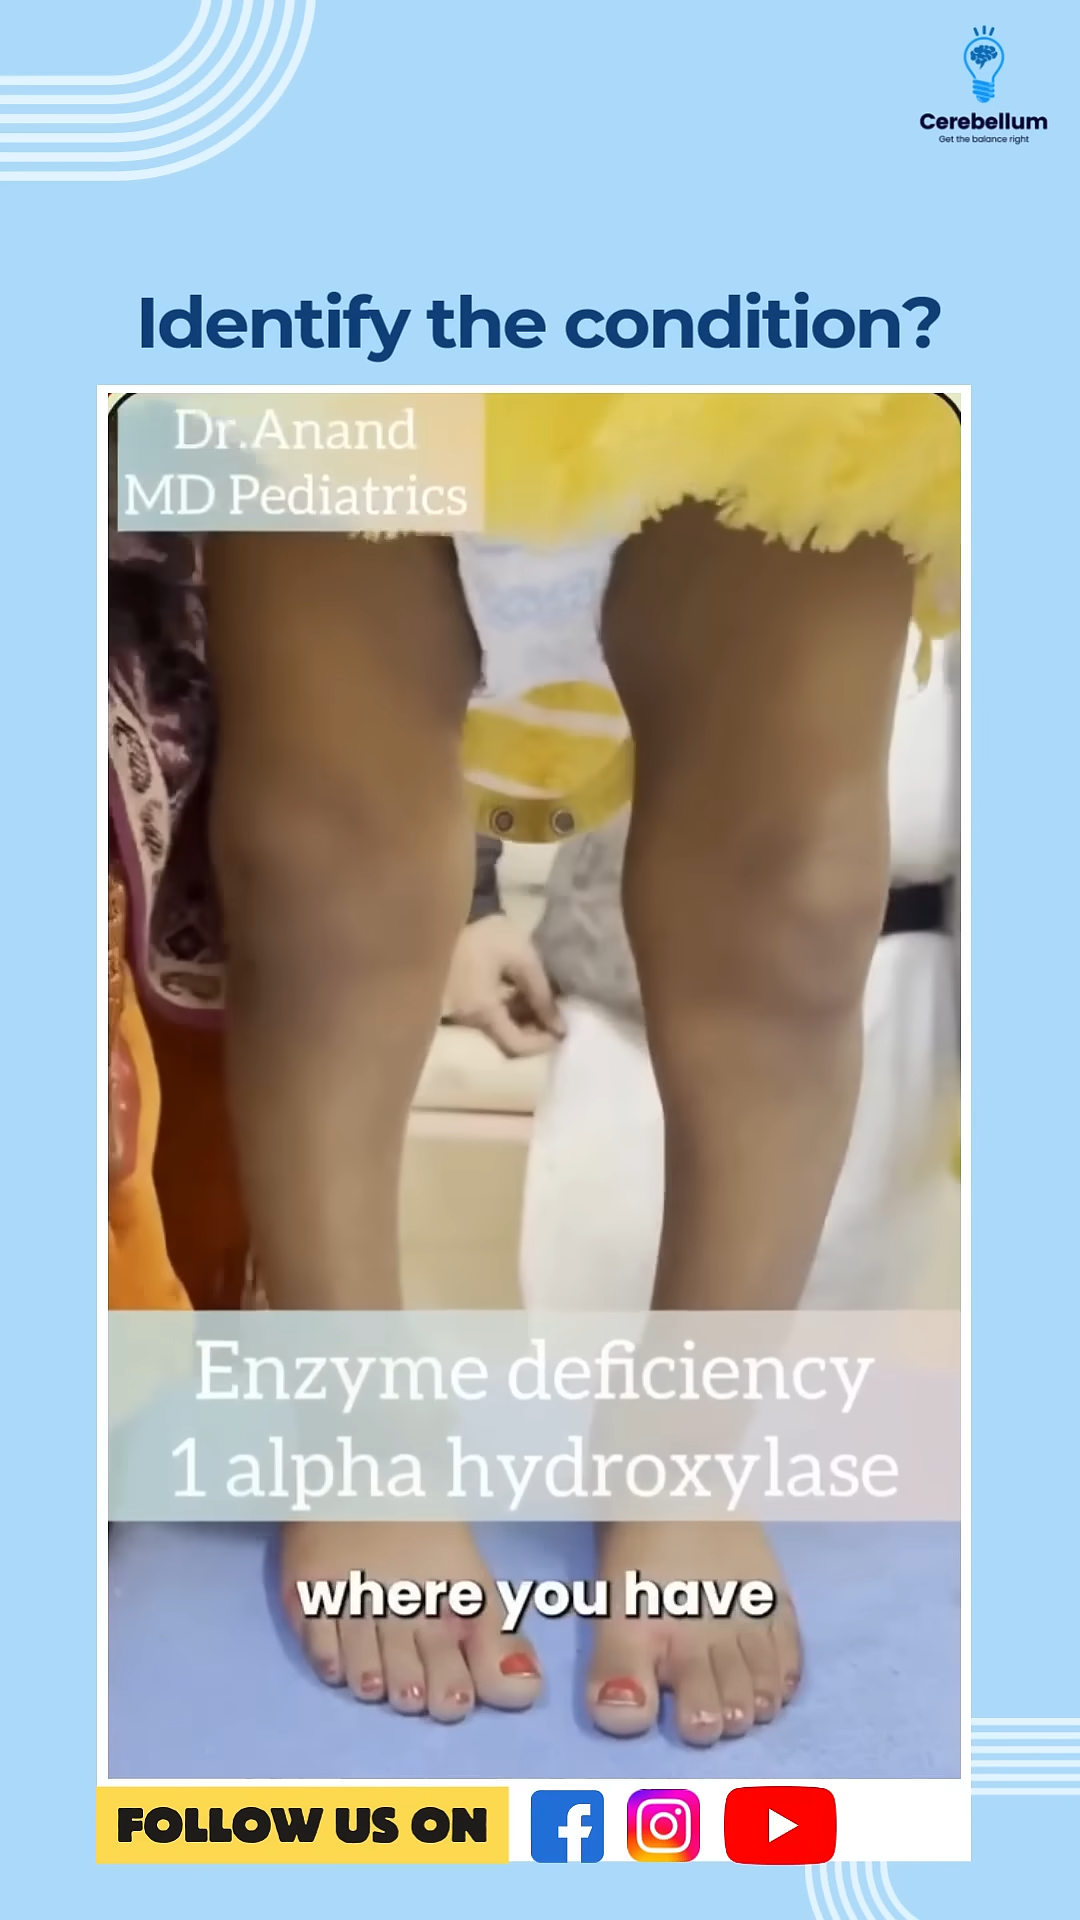 Cerebellum
Get the balance right
Identify the condition?
Dr.Anand
MD Pediatrics
Enzyme deficiency
1 alpha hydroxylase
where you have
FOLLOW US ON